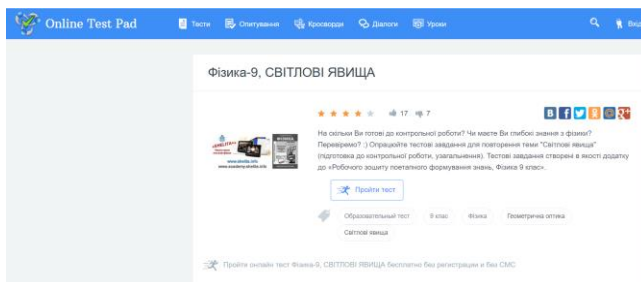 Online Test Pad
Тести Опитування Кросворди Діалоги Уроки
Фізика-9, СВІТЛОВІ ЯВИЩА
17 7
На скільки Ви готові до контрольної роботи? Чи маєте Ви глибокі знання з фізики?
Перевіримо? :) Опрацюйте тестові завдання для повторення теми "Світлові явища"
(підготовка до контрольної роботи, узагальнення). Тестові завдання створені в якості додатку
до «Робочого зошиту поетапного формування знань, Фізика 9 клас».
Пройти тест
Образовательный тест 9 клас Фізика Геометрична оптика
Світлові явища
Пройти онлайн тест Фізика-9, СВІТЛОВІ ЯВИЩА бесплатно без регистрации и без СМС